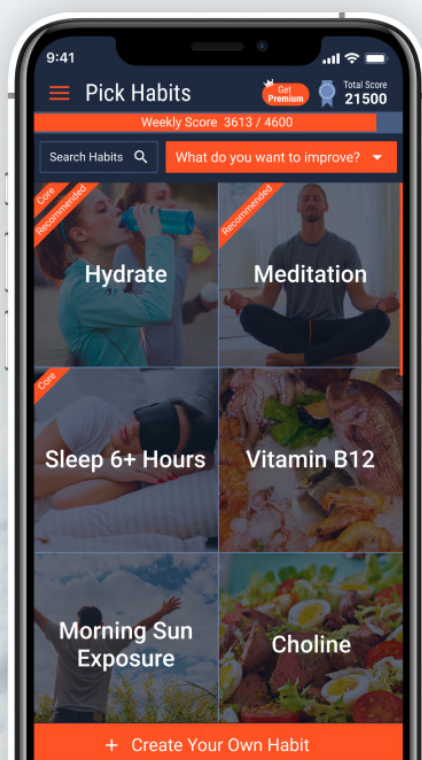 9:41
Pick Habits
Get
Premium
Total Score
21500
Weekly Score 3613 / 4600
Search Habits
What do you want to improve?
Core
Recommended
Hydrate
Recommended
Meditation
Core
Sleep 6+ Hours
Vitamin B12
Morning Sun
Exposure
Choline
+ Create Your Own Habit